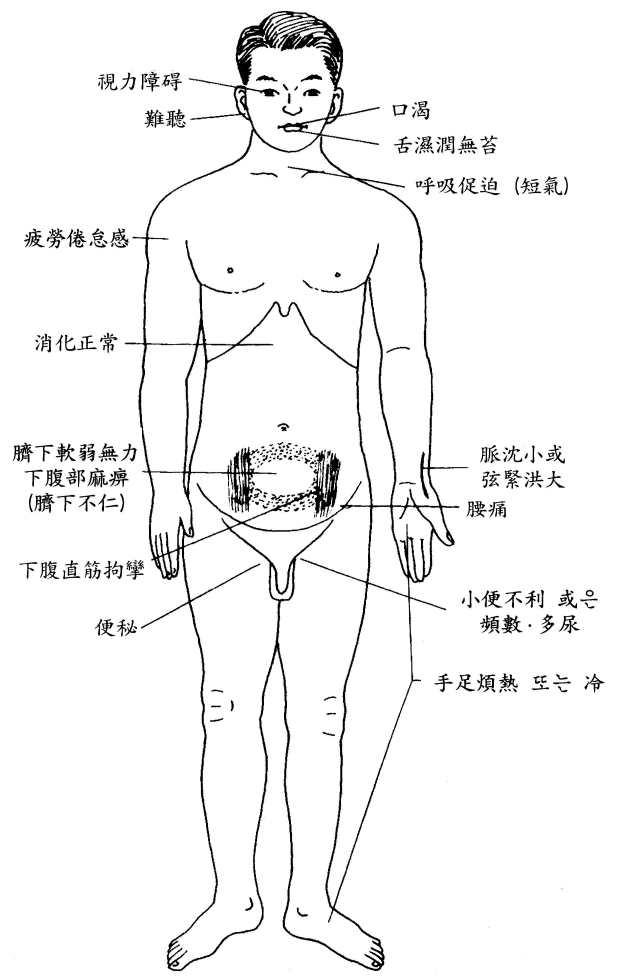 視力障碍
難聽
口渴
舌濕潤無苔
呼吸促迫 (短氣)
疲勞倦怠感
消化正常
臍下軟弱無力
下腹部麻痹
(臍下不仁)
脈沈小或
弦緊洪大
腰痛
下腹直筋拘攣
便秘
小便不利 或은
頻數·多尿
手足煩熱 또는 冷